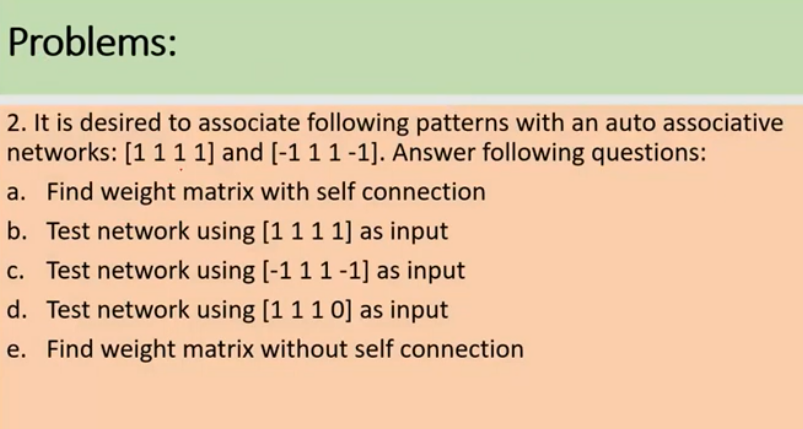 Problems:
2. It is desired to associate following patterns with an auto associative
networks: [1 1 1 1] and [-1 1 1 -1]. Answer following questions:
a. Find weight matrix with self connection
b. Test network using [1 1 1 1] as input
c. Test network using [-1 1 1 -1] as input
d. Test network using [1 1 1 0] as input
e. Find weight matrix without self connection